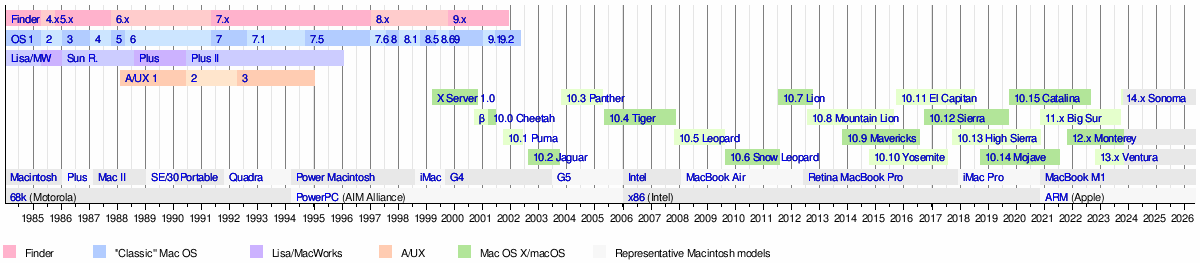 Finder 4.x 5.x 6.x 7.x 8.x 9.x
OS 1 2 3 4 5 6 7 7.1 7.5 7.6 8 8.1 8.5 8.6 9 9.1 9.2
Lisa/MW Sun R. Plus Plus II
A/UX 1 2 3
X Server 1.0 10.3 Panther 10.7 Lion 10.11 El Capitan 10.15 Catalina 14.x Sonoma
β 10.0 Cheetah 10.4 Tiger 10.8 Mountain Lion 10.12 Sierra 11.x Big Sur
10.1 Puma 10.5 Leopard 10.9 Mavericks 10.13 High Sierra 12.x Monterey
10.2 Jaguar 10.6 Snow Leopard 10.10 Yosemite 10.14 Mojave 13.x Ventura
Macintosh Plus Mac II SE/30 Portable Quadra Power Macintosh iMac G4 G5 Intel MacBook Air Retina MacBook Pro iMac Pro MacBook M1
68k (Motorola) PowerPC (AIM Alliance) x86 (Intel) ARM (Apple)
1985 1986 1987 1988 1989 1990 1991 1992 1993 1994 1995 1996 1997 1998 1999 2000 2001 2002 2003 2004 2005 2006 2007 2008 2009 2010 2011 2012 2013 2014 2015 2016 2017 2018 2019 2020 2021 2022 2023 2024 2025 2026
Finder "Classic" Mac OS Lisa/MacWorks A/UX Mac OS X/macOS Representative Macintosh models